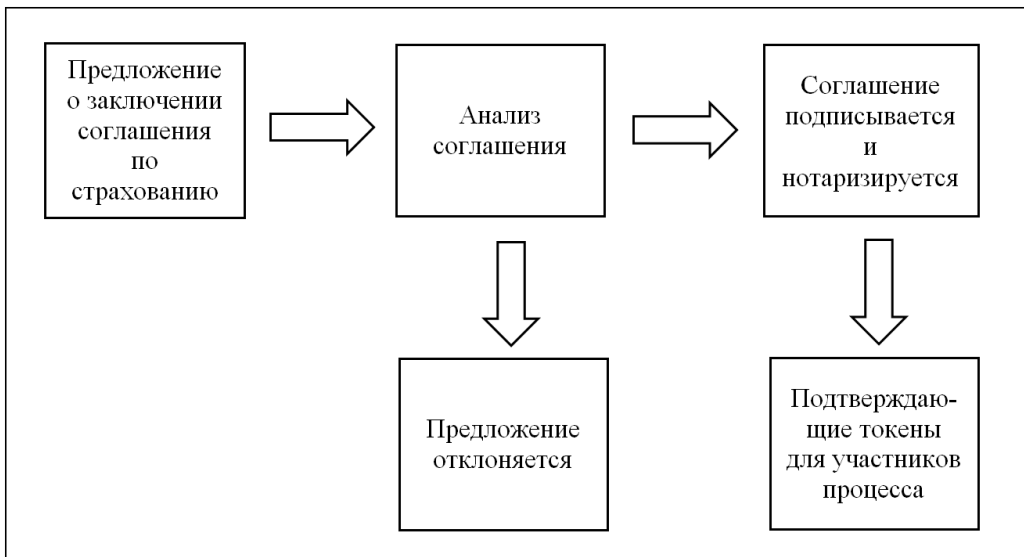 Предложение
о заключении
соглашения
по
страхованию
Анализ
соглашения
Соглашение
подписывается
и
нотаризируется
Предложение
отклоняется
Подтверждаю-
щие токены
для участников
процесса